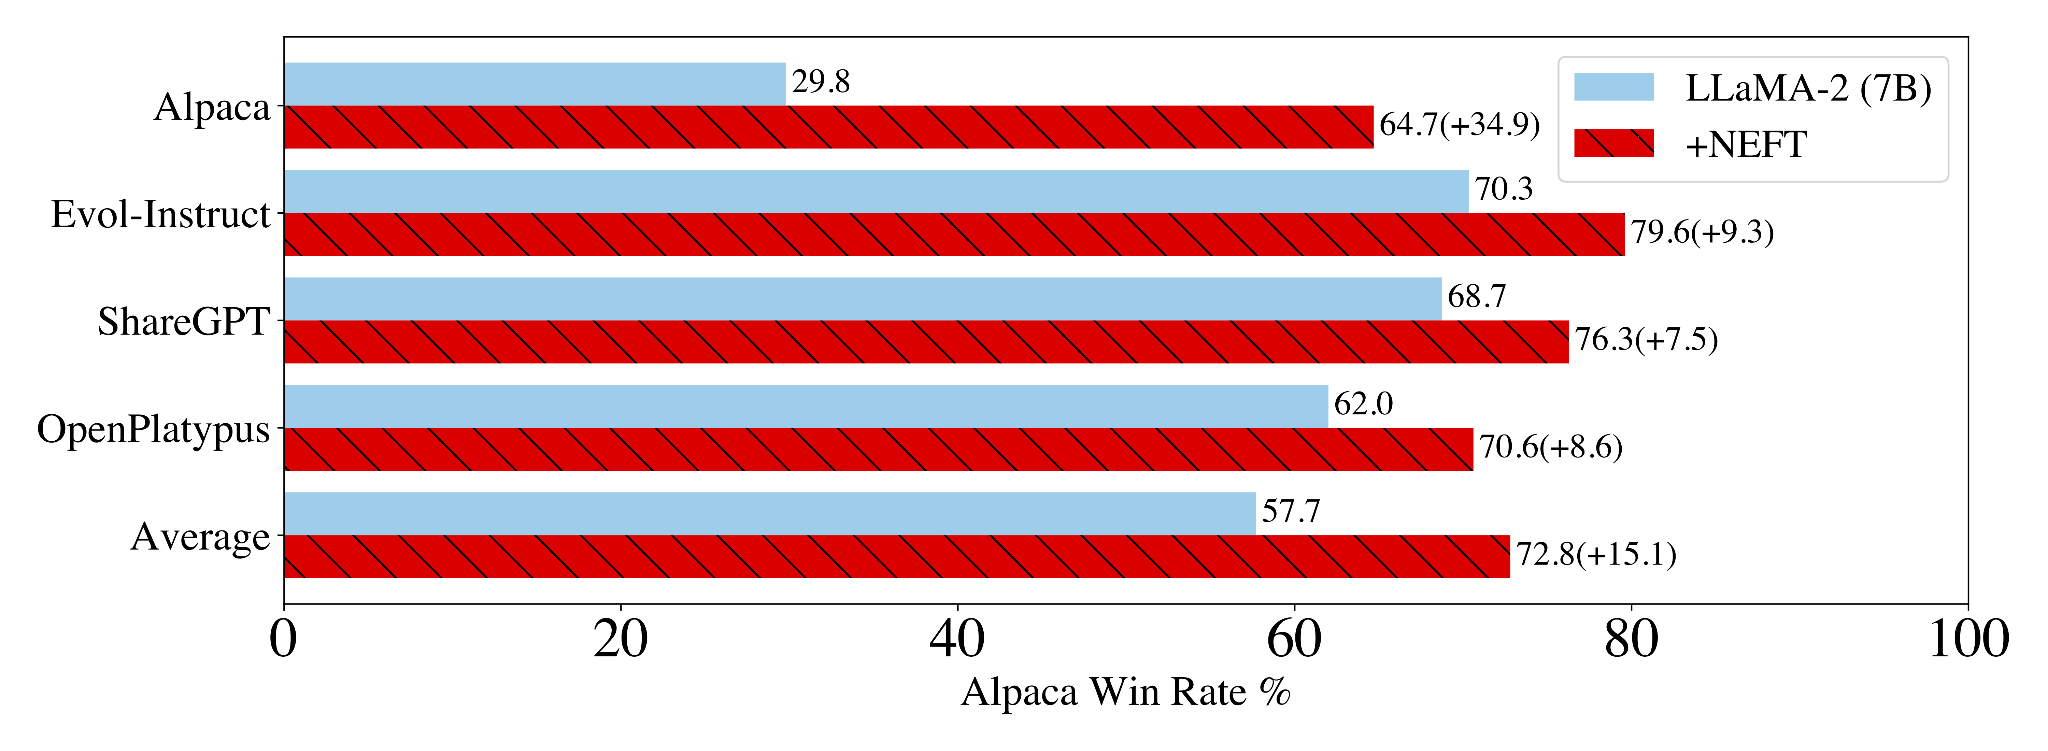 Alpaca
29.8
64.7(+34.9)
LLaMA-2 (7B)
+NEFT
Evol-Instruct
70.3
79.6(+9.3)
ShareGPT
68.7
76.3(+7.5)
OpenPlatypus
62.0
70.6(+8.6)
Average
57.7
72.8(+15.1)
0 20 40 60 80 100
Alpaca Win Rate %